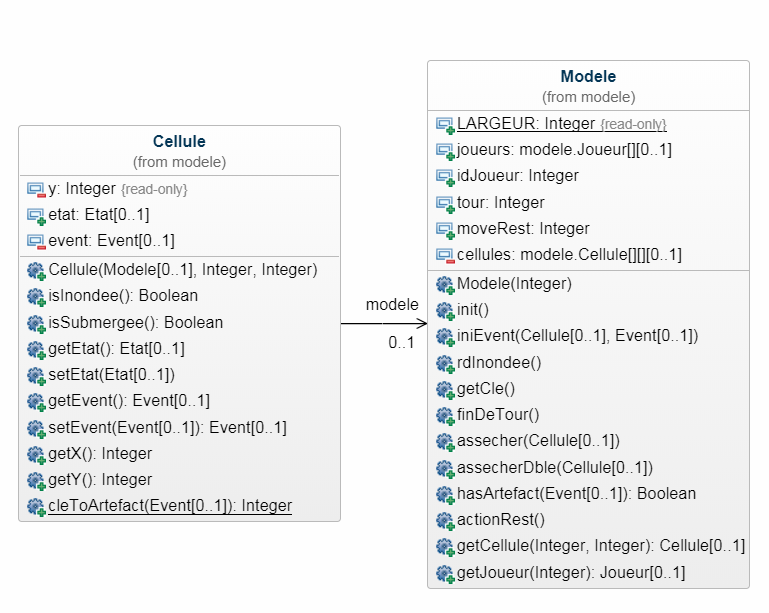 Cellule
(from modele)
y: Integer {read-only}
etat: Etat[0..1]
event: Event[0..1]
Cellule(Modele[0..1], Integer, Integer)
isInondee(): Boolean
isSubmergee(): Boolean
getEtat(): Etat[0..1]
setEtat(Etat[0..1])
getEvent(): Event[0..1]
setEvent(Event[0..1]): Event[0..1]
getX(): Integer
getY(): Integer
cleToArtefact(Event[0..1]): Integer
modele
0..1
Modele
(from modele)
LARGEUR: Integer {read-only}
joueurs: modele.Joueur[][0..1]
idJoueur: Integer
tour: Integer
moveRest: Integer
cellules: modele.Cellule[][][0..1]
Modele(Integer)
init()
iniEvent(Cellule[0..1], Event[0..1])
rdInondee()
getCle()
finDeTour()
assecher(Cellule[0..1])
assecherDble(Cellule[0..1])
hasArtefact(Event[0..1]): Boolean
actionRest()
getCellule(Integer, Integer): Cellule[0..1]
getJoueur(Integer): Joueur[0..1]